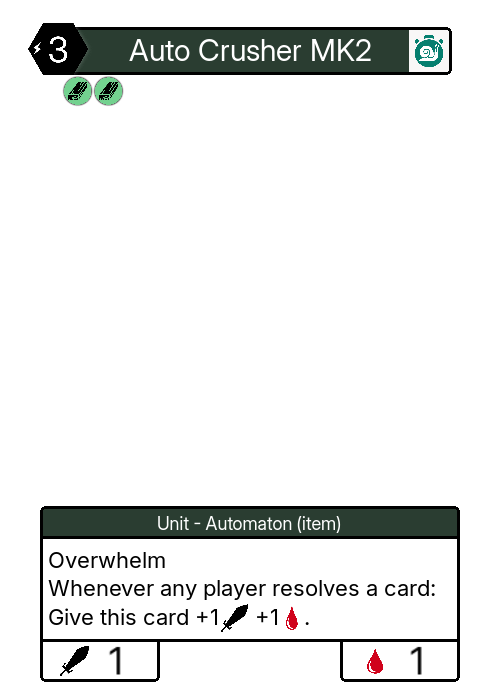 3 Auto Crusher MK2
Unit - Automaton (item)
Overwhelm
Whenever any player resolves a card:
Give this card +1 +1 .
1 1